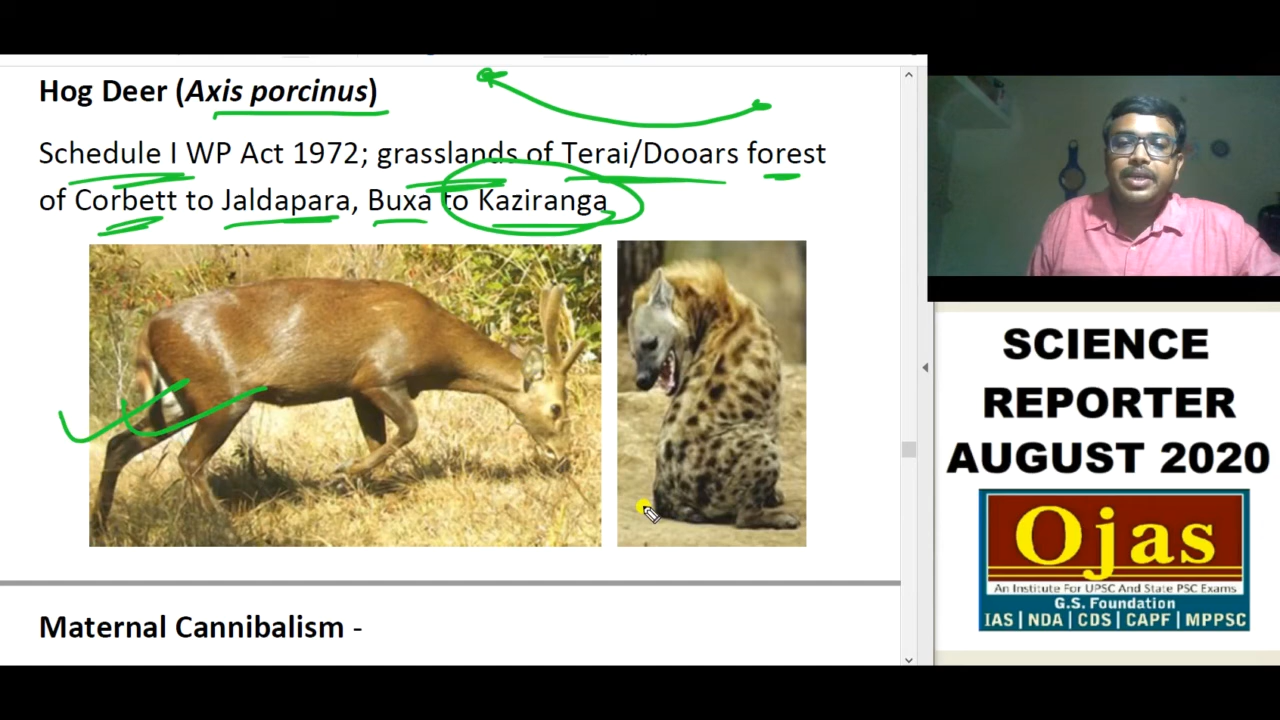 Hog Deer (Axis porcinus)
Schedule I WP Act 1972; grasslands of Terai/Dooars forest
of Corbett to Jaldapara, Buxa to Kaziranga
Maternal Cannibalism -
SCIENCE
REPORTER
AUGUST 2020
Ojas
An Institute For UPSC And State PSC Exams
G.S. Foundation
IAS | NDA | CDS | CAPF | MPPSC